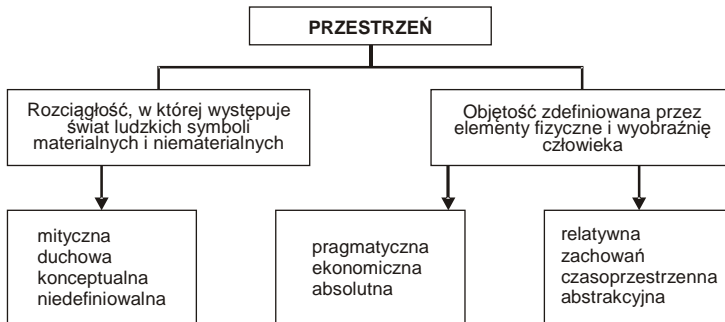 PRZESTRZEŃ
Rozciągłość, w której występuje
świat ludzkich symboli
materialnych i niematerialnych
Objętość zdefiniowana przez
elementy fizyczne i wyobraźnię
człowieka
mityczna
duchowa
konceptualna
niedefiniowalna
pragmatyczna
ekonomiczna
absolutna
relatywna
zachowań
czasoprzestrzenna
abstrakcyjna